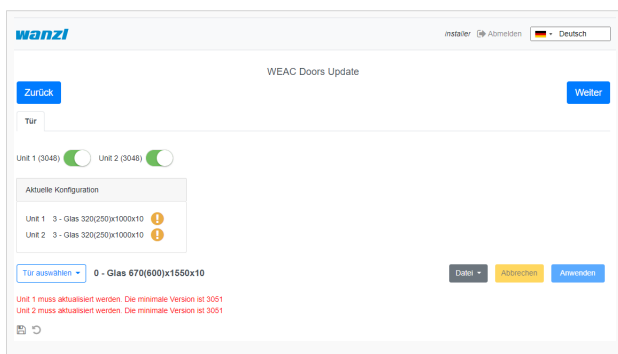 wanzl
installer Abmelden Deutsch
WEAC Doors Update
Zurück Weiter
Tür
Unit 1 (3048) Unit 2 (3048)
Aktuelle Konfiguration
Unit 1 3 - Glas 320(250)x1000x10
Unit 2 3 - Glas 320(250)x1000x10
Tür auswählen 0 - Glas 670(600)x1550x10 Datei Abbrechen Anwenden
Unit 1 muss aktualisiert werden. Die minimale Version ist 3051
Unit 2 muss aktualisiert werden. Die minimale Version ist 3051